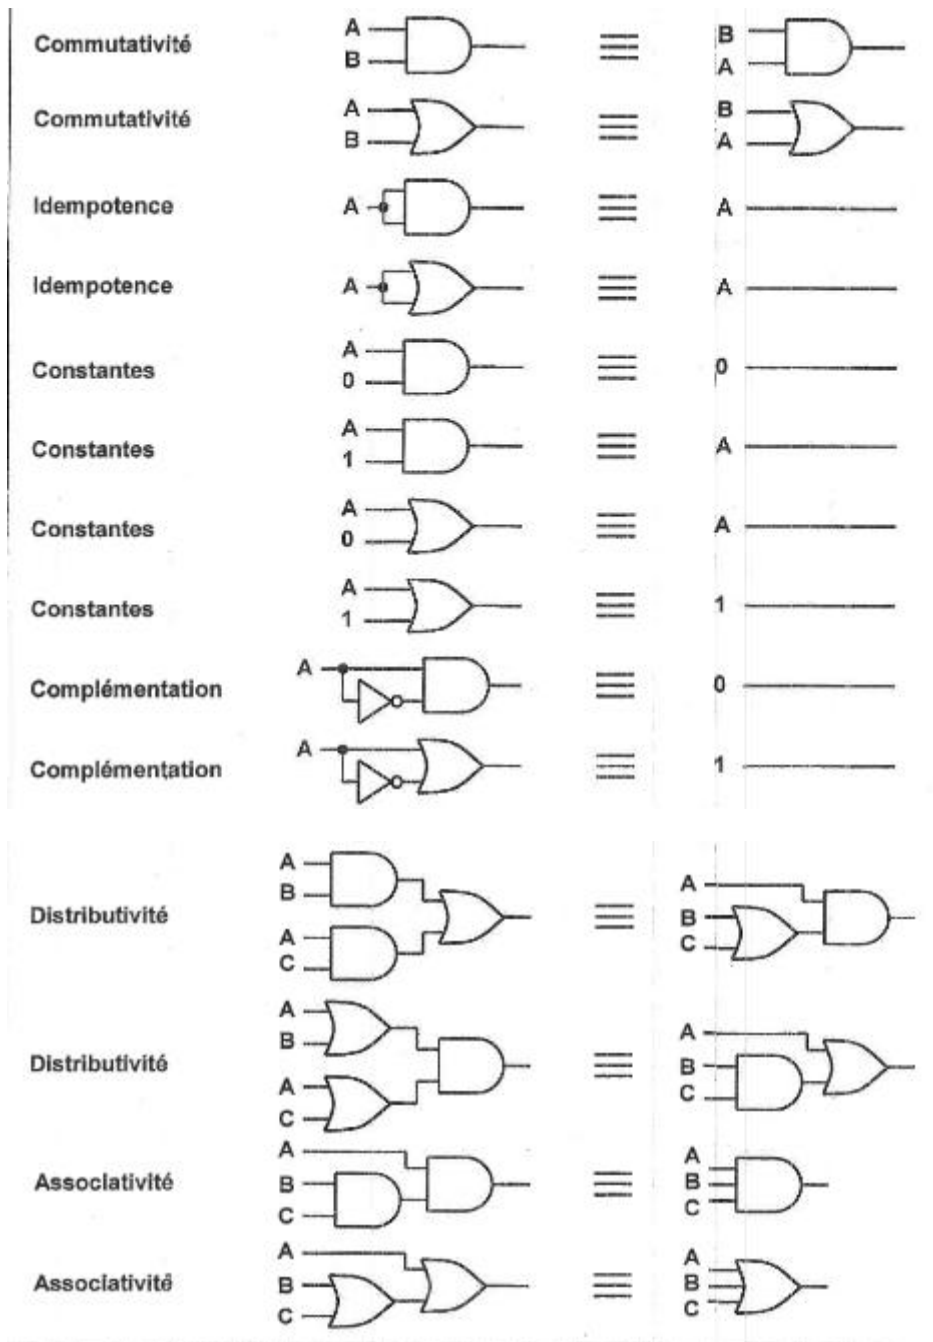 Commutativité A B ≡ B A
Commutativité A B ≡ B A
Idempotence A ≡ A
Idempotence A ≡ A
Constantes A 0 ≡ 0
Constantes A 1 ≡ A
Constantes A 0 ≡ A
Constantes A 1 ≡ 1
Complémentation A ≡ 0
Complémentation A ≡ 1
Distributivité A B A C ≡ A B C
Distributivité A B A C ≡ A B C
Associativité A B C ≡ A B C
Associativité A B C ≡ A B C